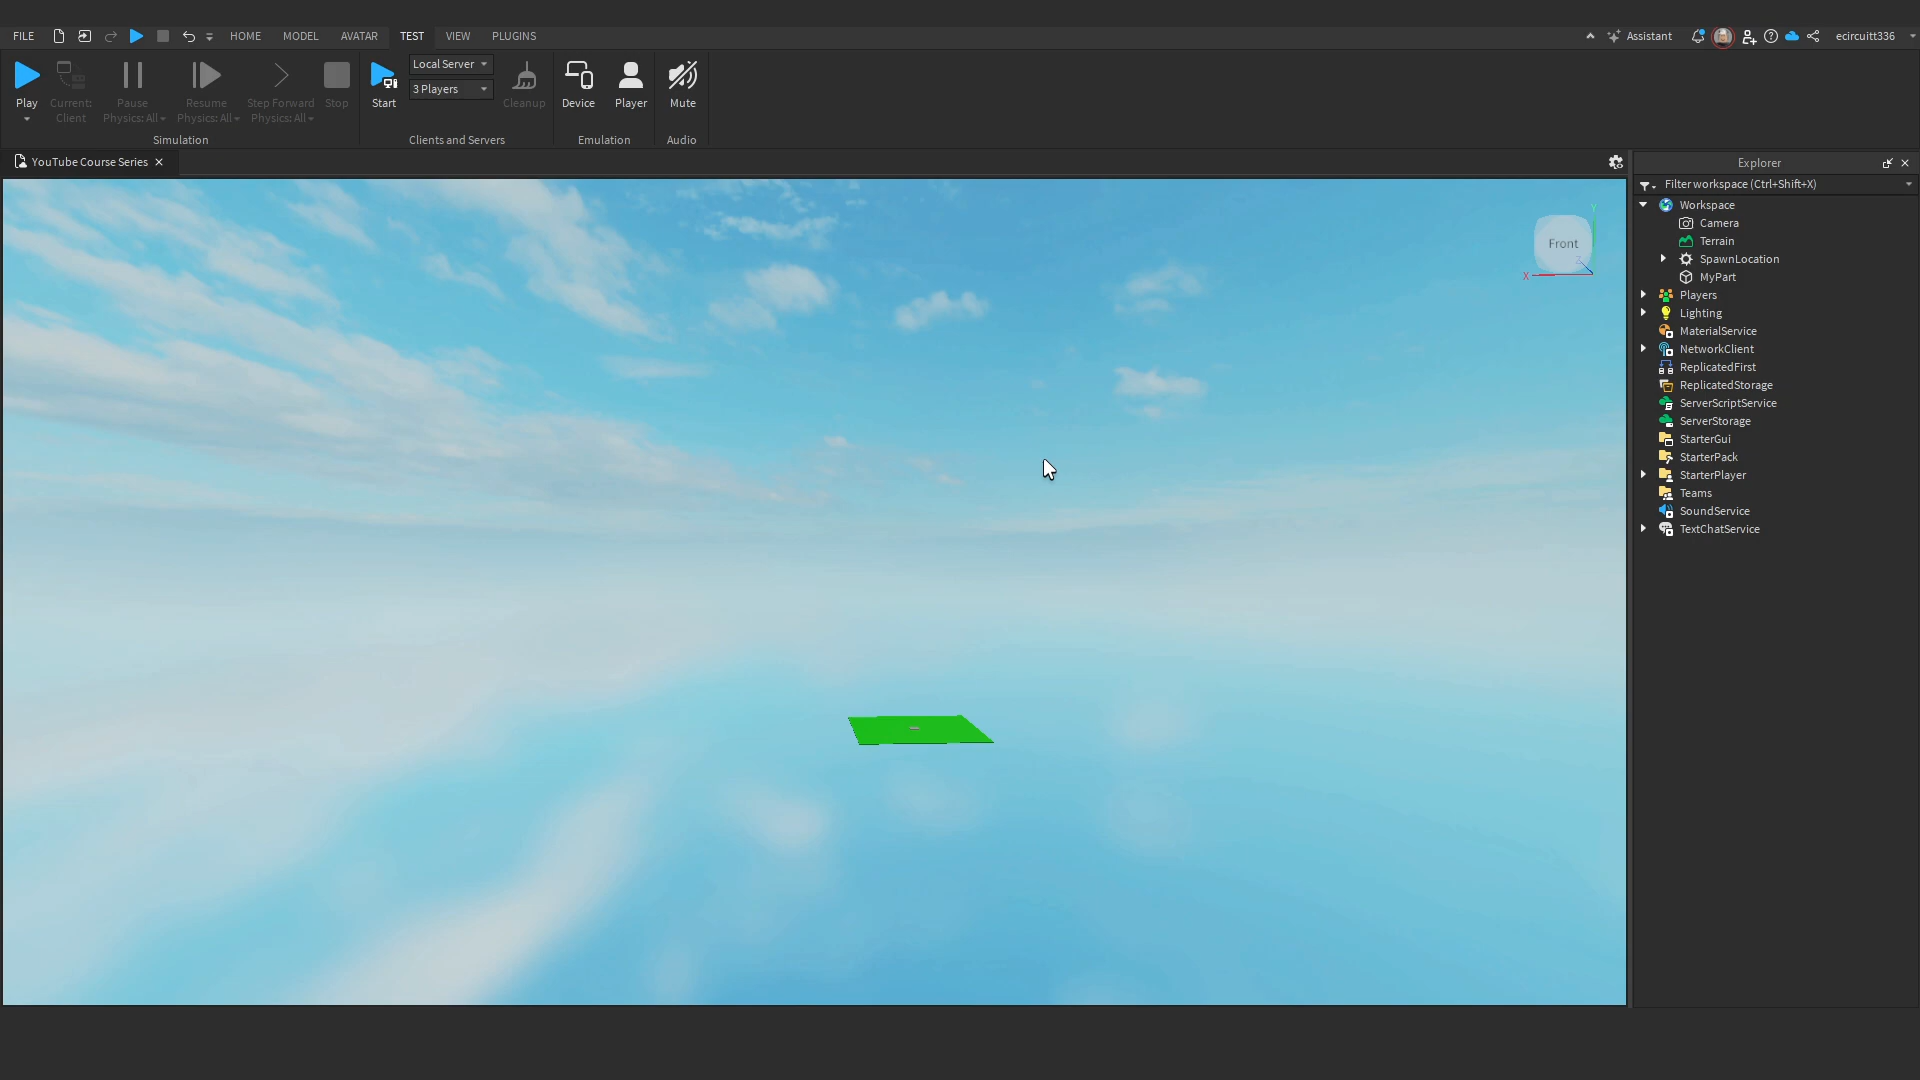 FILE HOME MODEL AVATAR TEST VIEW PLUGINS Assistant ecircuitt336
Play Current: Client Pause Physics: All Resume Physics: All Step Forward Physics: All Stop
Simulation
Start Local Server 3 Players Cleanup
Clients and Servers
Device Player
Emulation
Mute
Audio
YouTube Course Series
Front
X
Y
Z
Explorer
Filter workspace (Ctrl+Shift+X)
Workspace
Camera
Terrain
SpawnLocation
MyPart
Players
Lighting
MaterialService
NetworkClient
ReplicatedFirst
ReplicatedStorage
ServerScriptService
ServerStorage
StarterGui
StarterPack
StarterPlayer
Teams
SoundService
TextChatService